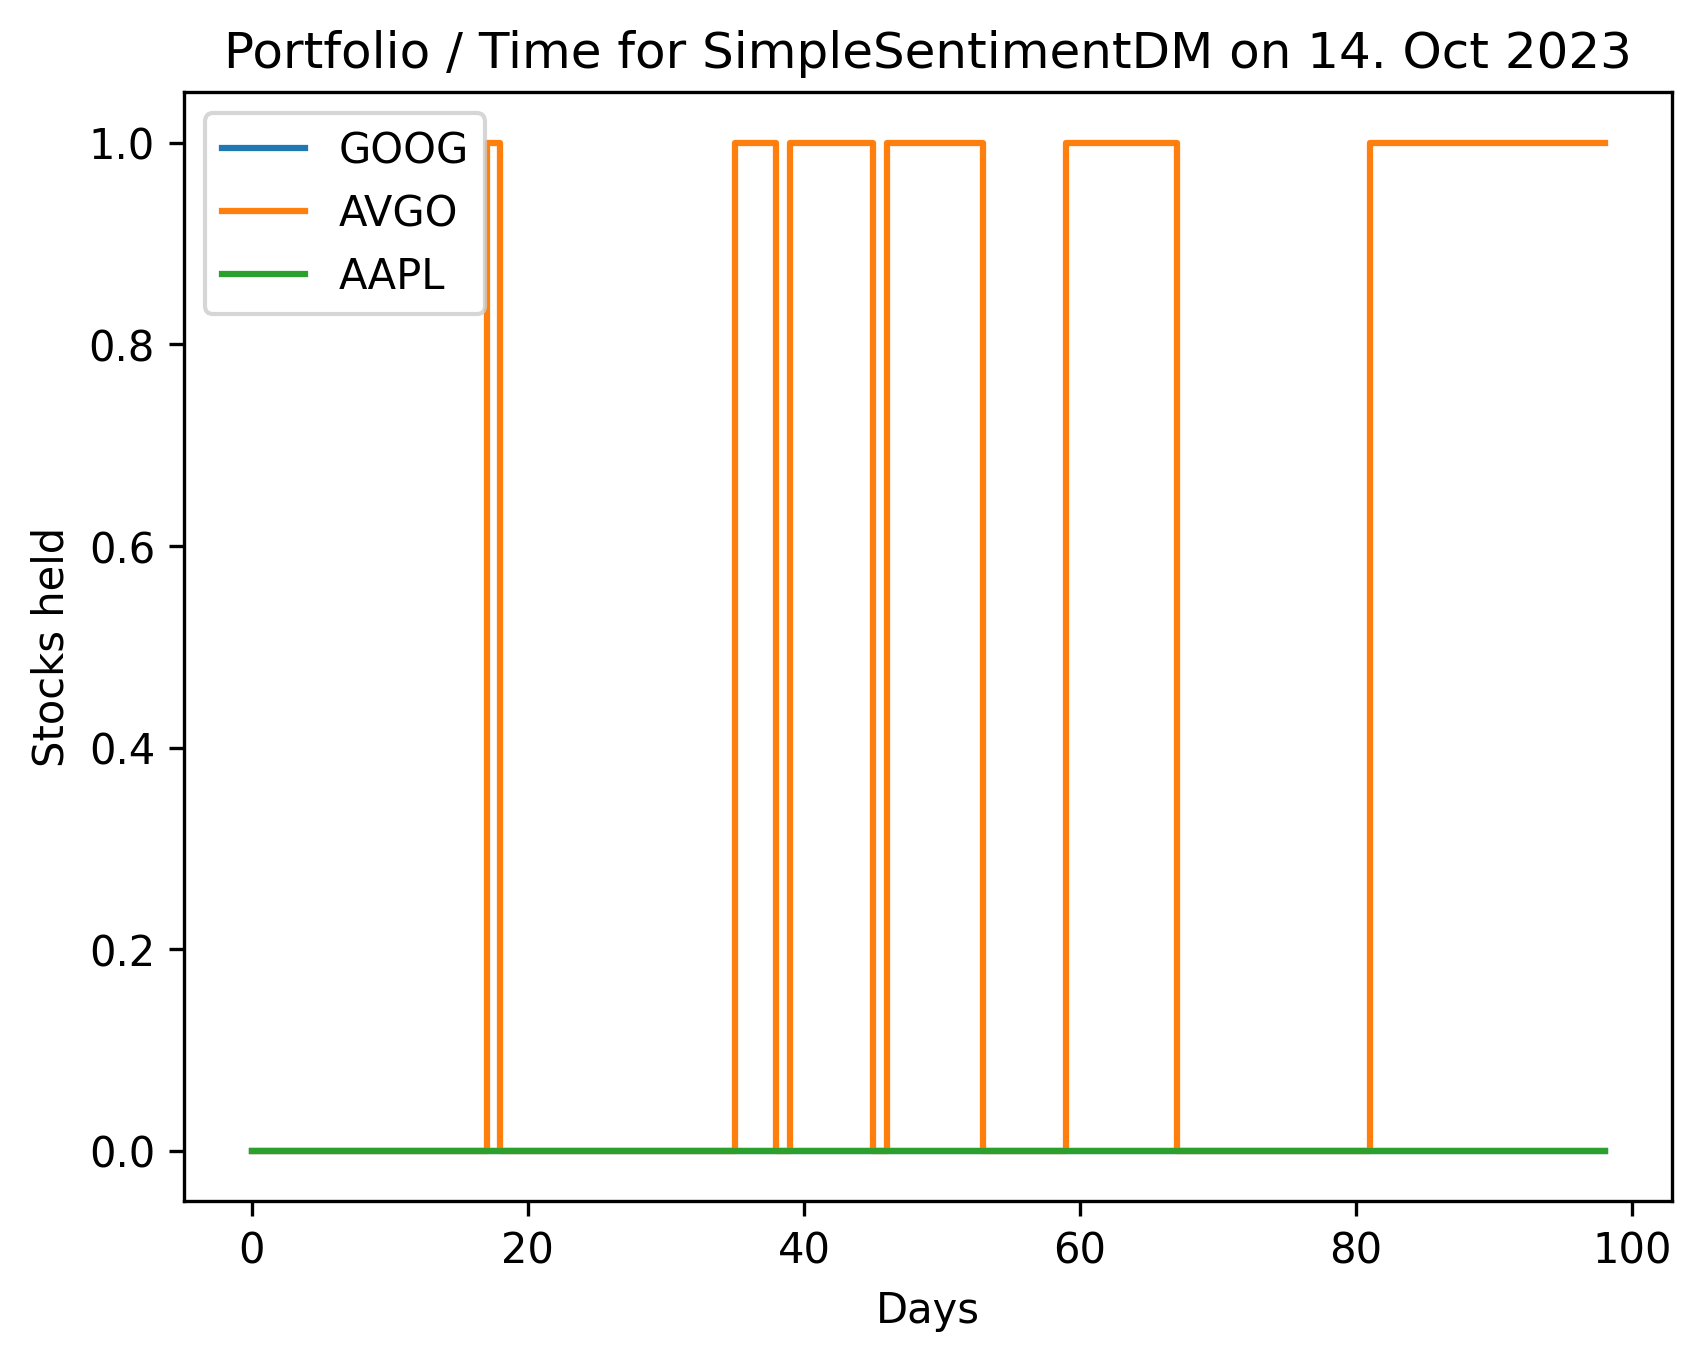 Portfolio / Time for SimpleSentimentDM on 14. Oct 2023
GOOG
AVGO
AAPL
1.0
0.8
0.6
0.4
0.2
0.0
Stocks held
0 20 40 60 80 100
Days